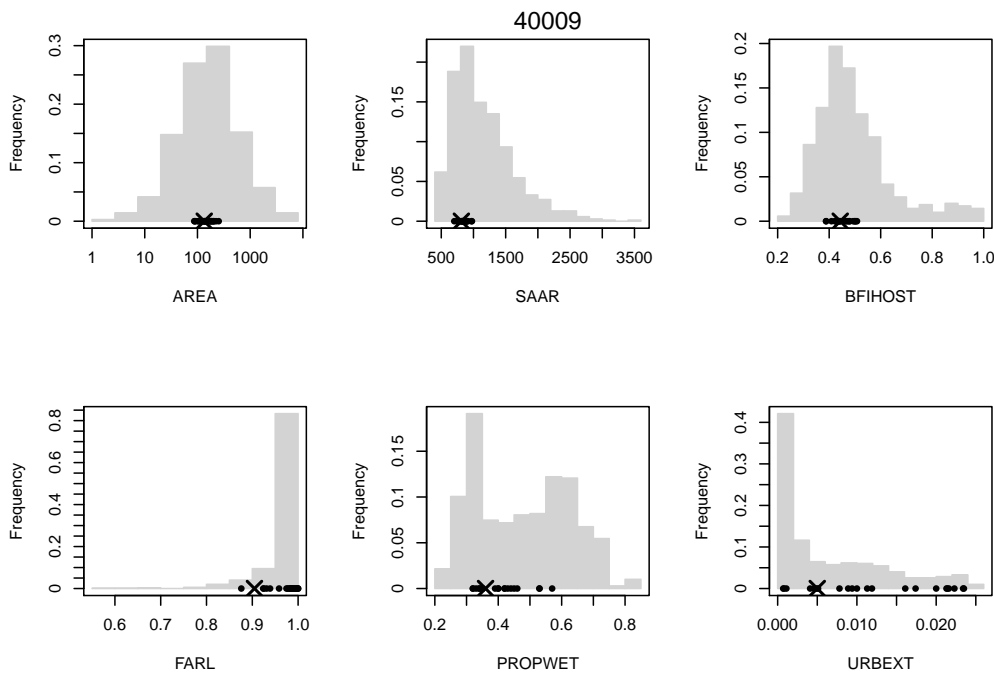 40009
Frequency
0 0.1 0.2 0.3
1 10 100 1000
AREA
Frequency
0 0.05 0.15
500 1500 2500 3500
SAAR
Frequency
0 0.05 0.1 0.15 0.2
0.2 0.4 0.6 0.8 1.0
BFIHOST
Frequency
0 0.2 0.4 0.6 0.8
0.6 0.7 0.8 0.9 1.0
FARL
Frequency
0 0.05 0.1 0.15
0.2 0.4 0.6 0.8
PROPWET
Frequency
0 0.1 0.2 0.3 0.4
0.000 0.010 0.020
URBEXT